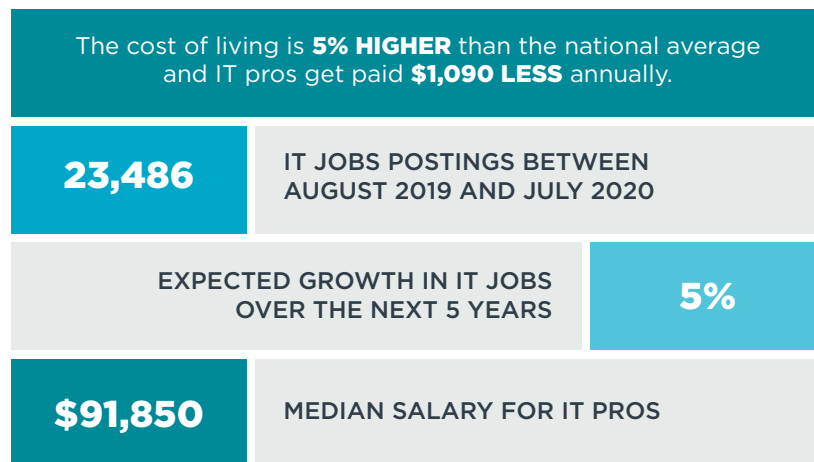 The cost of living is 5% HIGHER than the national average
and IT pros get paid $1,090 LESS annually.
23,486
IT JOBS POSTINGS BETWEEN
AUGUST 2019 AND JULY 2020
EXPECTED GROWTH IN IT JOBS
OVER THE NEXT 5 YEARS
5%
$91,850
MEDIAN SALARY FOR IT PROS